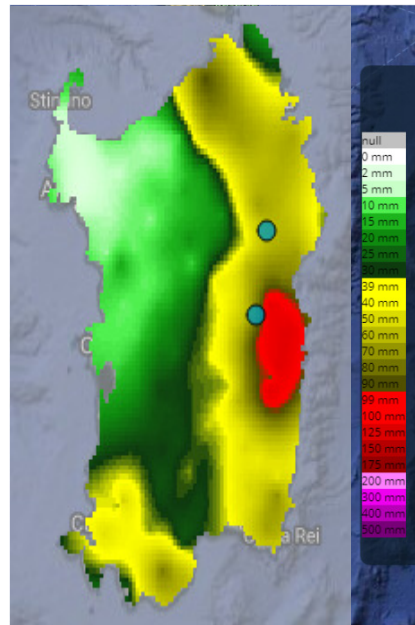 Stintino
A
C
C
Costa Rei
null
0 mm
2 mm
5 mm
10 mm
15 mm
20 mm
25 mm
30 mm
39 mm
40 mm
50 mm
60 mm
70 mm
80 mm
90 mm
99 mm
100 mm
125 mm
150 mm
175 mm
200 mm
300 mm
400 mm
500 mm